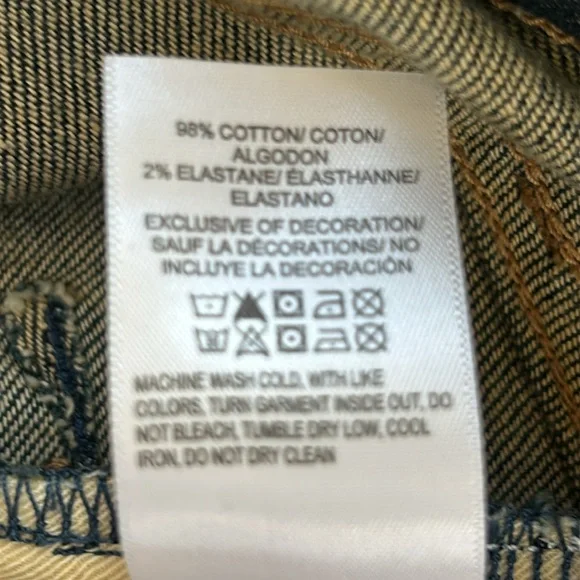 98% COTTON/ COTON/
ALGODON
2% ELASTANE/ ÉLASTHANNE/
ELASTANO
EXCLUSIVE OF DECORATION/
SAUF LA DÉCORATIONS/ NO
INCLUYE LA DECORACIÓN
MACHINE WASH COLD, WITH LIKE
COLORS, TURN GARMENT INSIDE OUT, DO
NOT BLEACH, TUMBLE DRY LOW, COOL
IRON, DO NOT DRY CLEAN